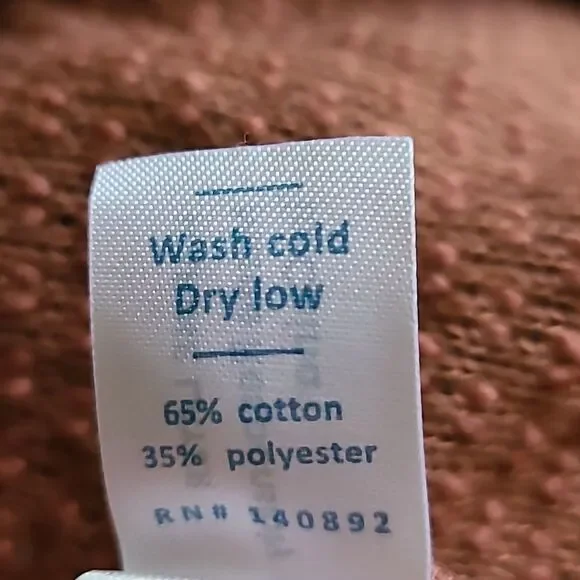 Wash cold
Dry low
65% cotton
35% polyester
RN# 140892